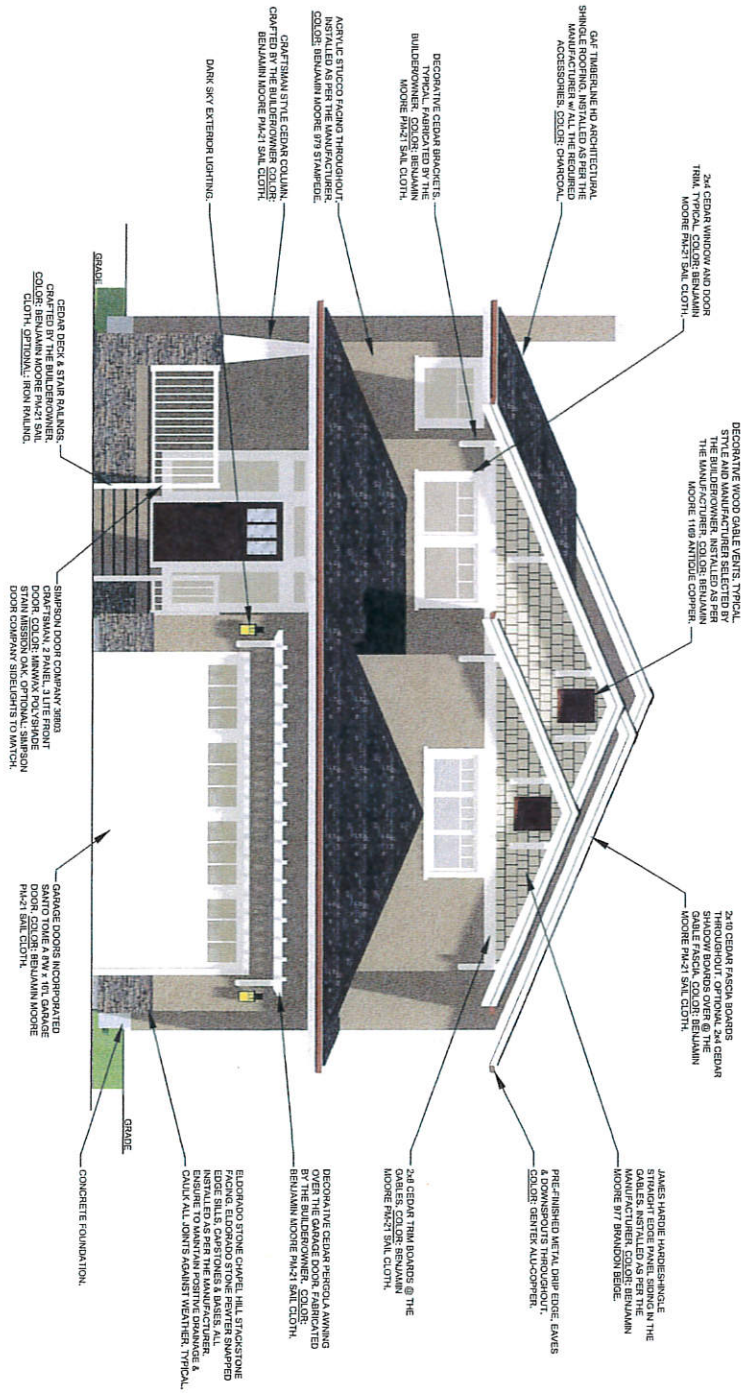 DECORATIVE WOOD GABLE VENTS, TYPICAL
STYLE AND MANUFACTURER SELECTED BY
THE BUILDER/OWNER. INSTALLED AS PER
THE MANUFACTURER. COLOR: BENJAMIN
MOORE 1169 ANTIQUE COPPER.
2x4 CEDAR WINDOW AND DOOR
TRIM, TYPICAL. COLOR: BENJAMIN
MOORE PM-21 SAIL CLOTH.
GAF TIMBERLINE HD ARCHITECTURAL
SHINGLE ROOFING, INSTALLED AS PER THE
MANUFACTURER w/ ALL THE REQUIRED
ACCESSORIES. COLOR: CHARCOAL.
DECORATIVE CEDAR BRACKETS,
TYPICAL, FABRICATED BY THE
BUILDER/OWNER. COLOR: BENJAMIN
MOORE PM-21 SAIL CLOTH.
ACRYLIC STUCCO FACING THROUGHOUT,
INSTALLED AS PER THE MANUFACTURER.
COLOR: BENJAMIN MOORE 979 STAMPEDE.
CRAFTSMAN STYLE CEDAR COLUMN,
CRAFTED BY THE BUILDER/OWNER COLOR:
BENJAMIN MOORE PM-21 SAIL CLOTH.
DARK SKY EXTERIOR LIGHTING.
GRADE
CEDAR DECK & STAIR RAILINGS,
CRAFTED BY THE BUILDER/OWNER.
COLOR: BENJAMIN MOORE PM-21 SAIL
CLOTH. OPTIONAL: IRON RAILING.
SIMPSON DOOR COMPANY 36803
CRAFTSMAN, 2 PANEL, 3 LITE FRONT
DOOR. COLOR: MINWAX POLYSHADE
STAIN MISSION OAK. OPTIONAL: SIMPSON
DOOR COMPANY SIDELIGHTS TO MATCH.
GARAGE DOORS INCORPORATED
SANTO TOME A 8'W x 16'L GARAGE
DOOR. COLOR: BENJAMIN MOORE
PM-21 SAIL CLOTH.
2x10 CEDAR FASCIA BOARDS
THROUGHOUT. OPTIONAL 2x4 CEDAR
SHADOW BOARDS OVER @ THE
GABLE FASCIA. COLOR: BENJAMIN
MOORE PM-21 SAIL CLOTH.
JAMES HARDIE HARDIESHINGLE
STRAIGHT EDGE PANEL SIDING IN THE
GABLES, INSTALLED AS PER THE
MANUFACTURER. COLOR: BENJAMIN
MOORE 977 BRANDON BEIGE.
PRE-FINISHED METAL DRIP EDGE, EAVES
& DOWNSPOUTS THROUGHOUT.
COLOR: GENTEK ALU-COPPER.
2x8 CEDAR TRIM BOARDS @ THE
GABLES. COLOR: BENJAMIN
MOORE PM-21 SAIL CLOTH.
DECORATIVE CEDAR PERGOLA AWNING
OVER THE GARAGE DOOR, FABRICATED
BY THE BUILDER/OWNER. COLOR:
BENJAMIN MOORE PM-21 SAIL CLOTH.
ELDORADO STONE CHAPEL HILL STACKSTONE
FACING, ELDORADO STONE PEWTER SNAPPED
EDGE SILLS, CAPSTONES & BASES. ALL
INSTALLED AS PER THE MANUFACTURER.
ENSURE TO MAINTAIN POSITIVE DRAINAGE &
CAULK ALL JOINTS AGAINST WEATHER, TYPICAL.
GRADE
CONCRETE FOUNDATION.